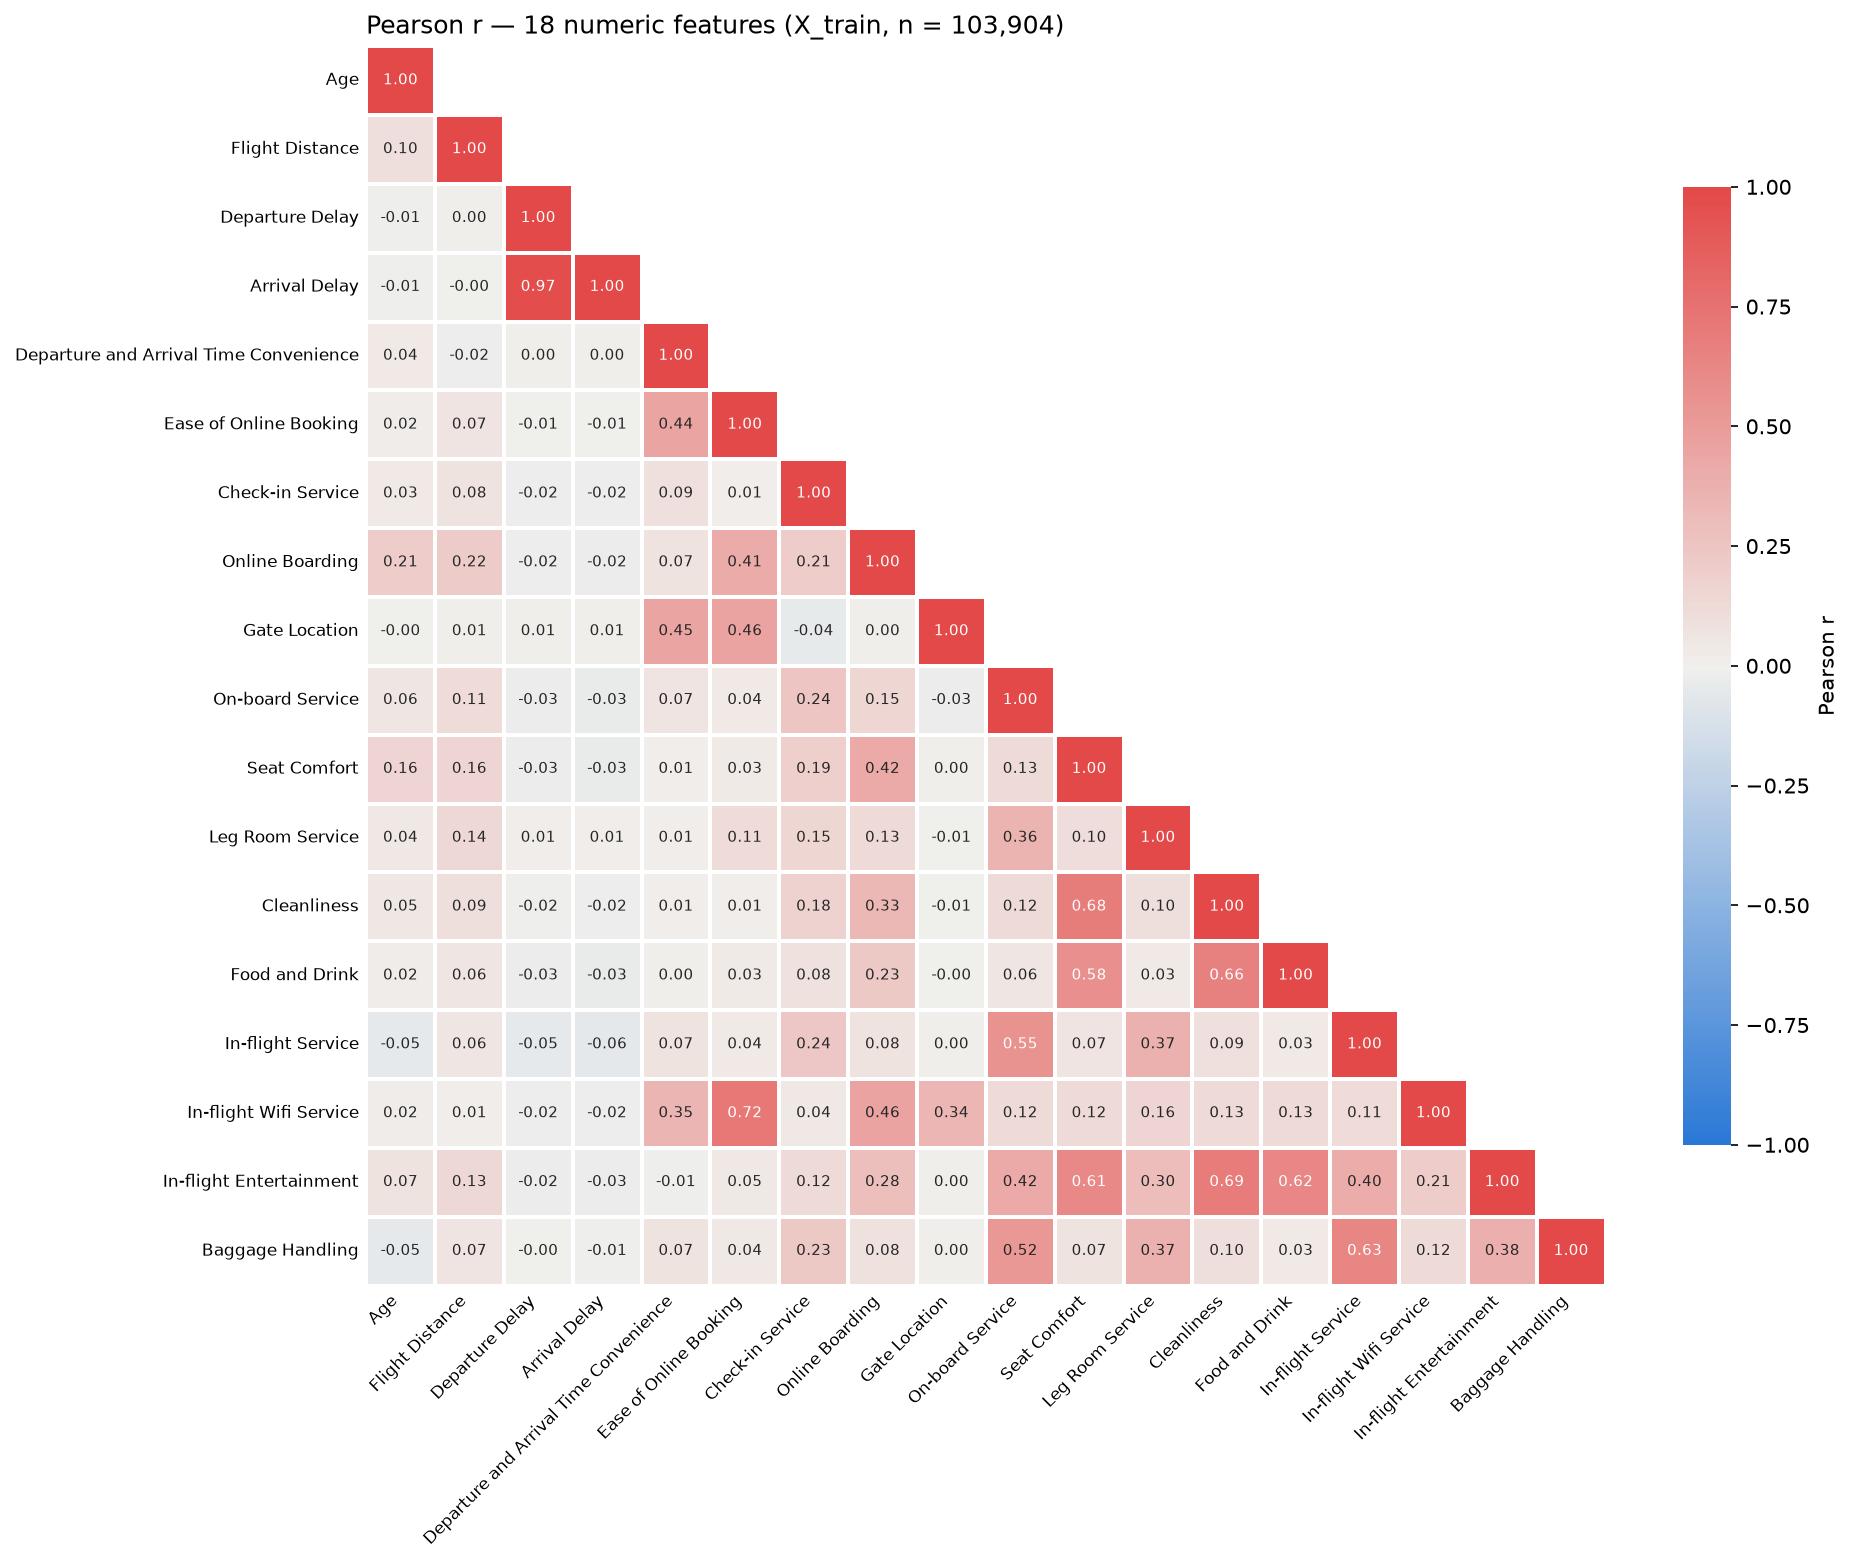 Pearson r — 18 numeric features (X_train, n = 103,904)
Age 1.00
Flight Distance 0.10 1.00
Departure Delay -0.01 0.00 1.00
Arrival Delay -0.01 -0.00 0.97 1.00
Departure and Arrival Time Convenience 0.04 -0.02 0.00 0.00 1.00
Ease of Online Booking 0.02 0.07 -0.01 -0.01 0.44 1.00
Check-in Service 0.03 0.08 -0.02 -0.02 0.09 0.01 1.00
Online Boarding 0.21 0.22 -0.02 -0.02 0.07 0.41 0.21 1.00
Gate Location -0.00 0.01 0.01 0.01 0.45 0.46 -0.04 0.00 1.00
On-board Service 0.06 0.11 -0.03 -0.03 0.07 0.04 0.24 0.15 -0.03 1.00
Seat Comfort 0.16 0.16 -0.03 -0.03 0.01 0.03 0.19 0.42 0.00 0.13 1.00
Leg Room Service 0.04 0.14 0.01 0.01 0.01 0.11 0.15 0.13 -0.01 0.36 0.10 1.00
Cleanliness 0.05 0.09 -0.02 -0.02 0.01 0.01 0.18 0.33 -0.01 0.12 0.68 0.10 1.00
Food and Drink 0.02 0.06 -0.03 -0.03 0.00 0.03 0.08 0.23 -0.00 0.06 0.58 0.03 0.66 1.00
In-flight Service -0.05 0.06 -0.05 -0.06 0.07 0.04 0.24 0.08 0.00 0.55 0.07 0.37 0.09 0.03 1.00
In-flight Wifi Service 0.02 0.01 -0.02 -0.02 0.35 0.72 0.04 0.46 0.34 0.12 0.12 0.16 0.13 0.13 0.11 1.00
In-flight Entertainment 0.07 0.13 -0.02 -0.03 -0.01 0.05 0.12 0.28 0.00 0.42 0.61 0.30 0.69 0.62 0.40 0.21 1.00
Baggage Handling -0.05 0.07 -0.00 -0.01 0.07 0.04 0.23 0.08 0.00 0.52 0.07 0.37 0.10 0.03 0.63 0.12 0.38 1.00
Age
Flight Distance
Departure Delay
Arrival Delay
Departure and Arrival Time Convenience
Ease of Online Booking
Check-in Service
Online Boarding
Gate Location
On-board Service
Seat Comfort
Leg Room Service
Cleanliness
Food and Drink
In-flight Service
In-flight Wifi Service
In-flight Entertainment
Baggage Handling
1.00
0.75
0.50
0.25
0.00
−0.25
−0.50
−0.75
−1.00
Pearson r